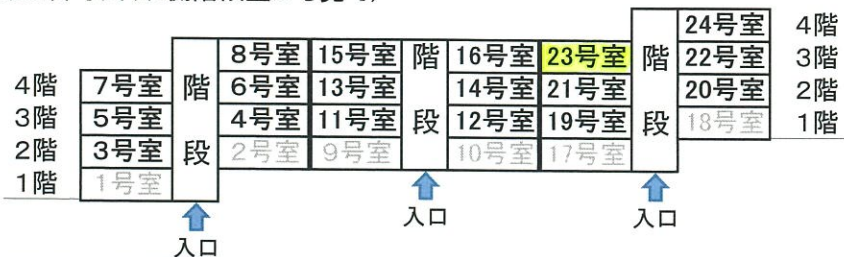 24号室 4階
8号室 15号室 階 16号室 23号室 階 22号室 3階
4階 7号室 階 6号室 13号室 14号室 21号室 20号室 2階
3階 5号室 4号室 11号室 段 12号室 19号室 段 18号室 1階
2階 3号室 段 2号室 9号室 10号室 17号室
1階 1号室
入口 入口
入口